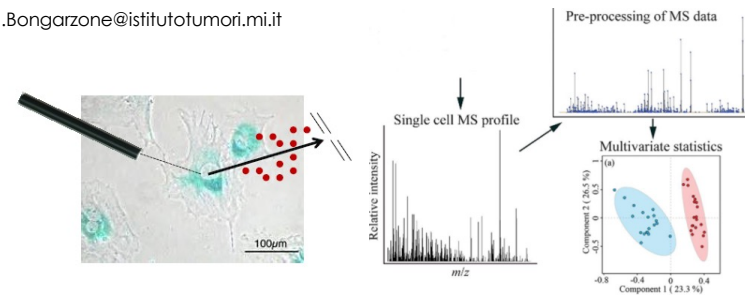 .Bongarzone@istitutotumori.mi.it
100µm
Single cell MS profile
Relative intensity
m/z
Pre-processing of MS data
Multivariate statistics
(a)
Component 2 ( 26.5 %)
0.5
0
-0.5
-0.8
-0.4
0
0.4
Component 1 ( 23.3 %)